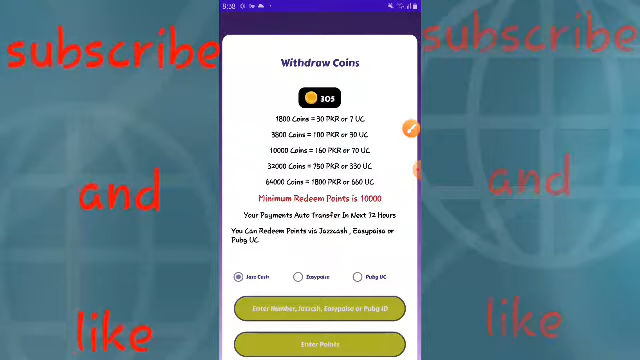 9:38
subscribe
and
like
Withdraw Coins
305
1800 Coins = 30 PKR or 7 UC
3800 Coins = 100 PKR or 30 UC
10000 Coins = 160 PKR or 70 UC
32000 Coins = 750 PKR or 330 UC
64000 Coins = 1800 PKR or 660 UC
Minimum Redeem Points is 10000
Your Payments Auto Transfer In Next 72 Hours
You Can Redeem Points via Jazzcash , Easypaisa or
Pubg UC
Jazz Cash
Easypaisa
Pubg UC
Enter Number, Jazzcash, Easypaisa or Pubg ID
Enter Points
subscribe
and
like